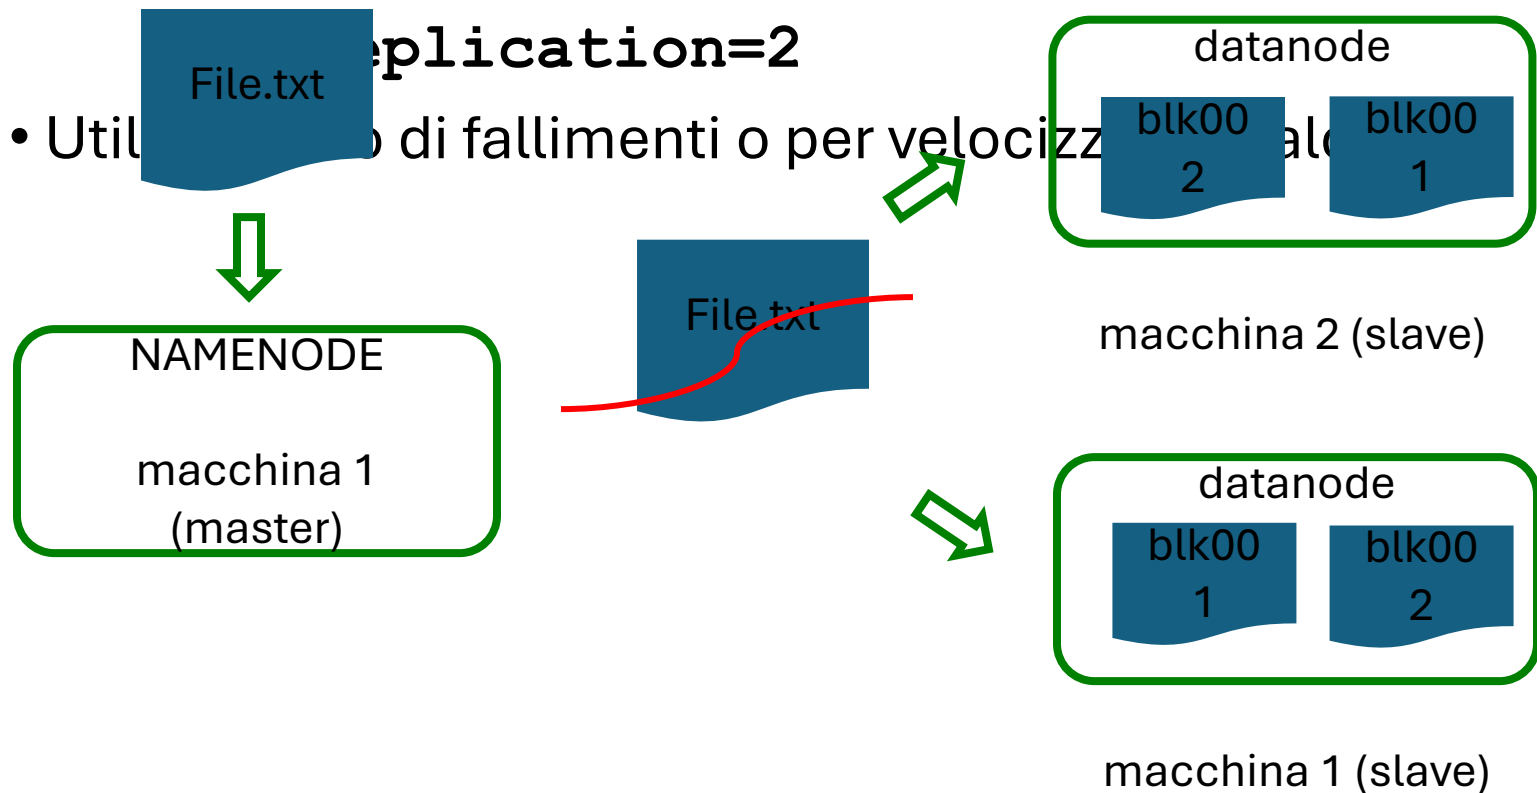 eplication=2
File.txt
• Util di fallimenti o per velocizz
datanode
blk00
2
blk00
1
File.txt
macchina 2 (slave)
NAMENODE
macchina 1
(master)
datanode
blk00
1
blk00
2
macchina 1 (slave)